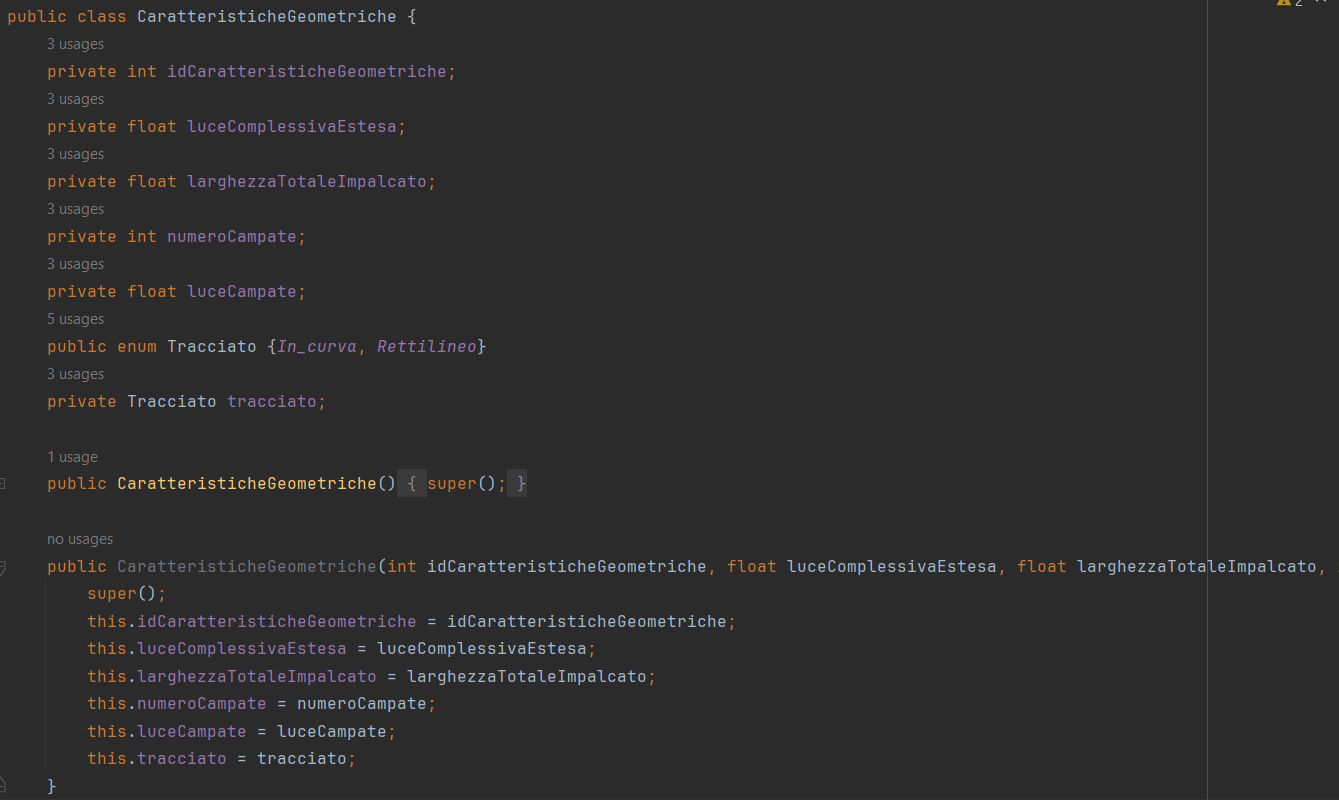 2
public class CaratteristicheGeometriche {
3 usages
private int idCaratteristicheGeometriche;
3 usages
private float luceComplessivaEstesa;
3 usages
private float larghezzaTotaleImpalcato;
3 usages
private int numeroCampate;
3 usages
private float luceCampate;
5 usages
public enum Tracciato {In_curva, Rettilineo}
3 usages
private Tracciato tracciato;
1 usage
public CaratteristicheGeometriche() { super(); }
no usages
public CaratteristicheGeometriche(int idCaratteristicheGeometriche, float luceComplessivaEstesa, float larghezzaTotaleImpalcato,
super();
this.idCaratteristicheGeometriche = idCaratteristicheGeometriche;
this.luceComplessivaEstesa = luceComplessivaEstesa;
this.larghezzaTotaleImpalcato = larghezzaTotaleImpalcato;
this.numeroCampate = numeroCampate;
this.luceCampate = luceCampate;
this.tracciato = tracciato;
}